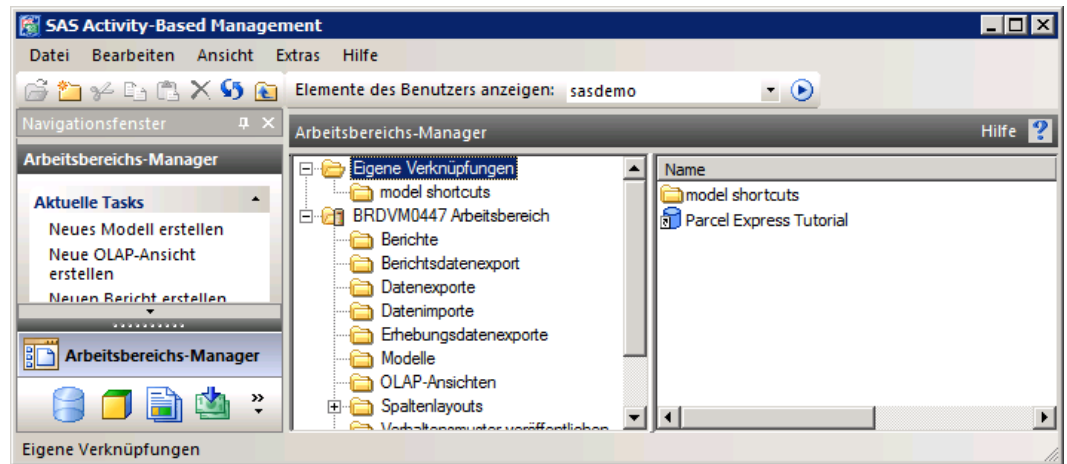 SAS Activity-Based Management
Datei Bearbeiten Ansicht Extras Hilfe
Elemente des Benutzers anzeigen: sasdemo
Navigationsfenster
Arbeitsbereichs-Manager
Aktuelle Tasks
Neues Modell erstellen
Neue OLAP-Ansicht
erstellen
Neuen Bericht erstellen
Arbeitsbereichs-Manager
Arbeitsbereichs-Manager
Hilfe
Eigene Verknüpfungen
model shortcuts
BRDVM0447 Arbeitsbereich
Berichte
Berichtsdatenexport
Datenexporte
Datenimporte
Erhebungsdatenexporte
Modelle
OLAP-Ansichten
Spaltenlayouts
Verhaltensmuster veröffentlichen
Name
model shortcuts
Parcel Express Tutorial
Eigene Verknüpfungen